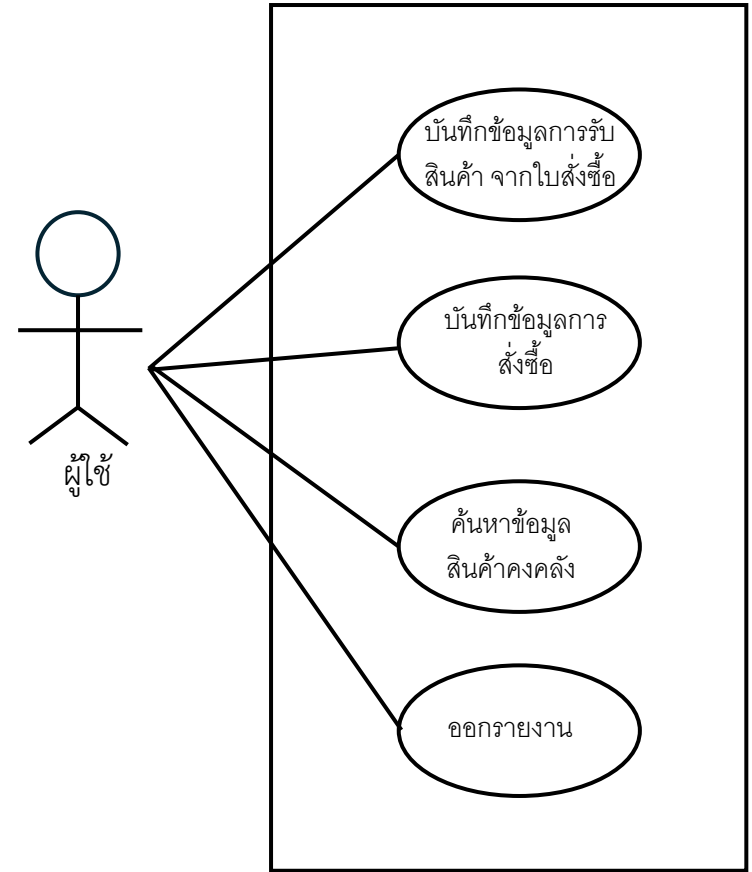 บันทึกข้อมูลการรับ
สินค้า จากใบสั่งซื้อ
บันทึกข้อมูลการ
สั่งซื้อ
ผู้ใช้
ค้นหาข้อมูล
สินค้าคงคลัง
ออกรายงาน